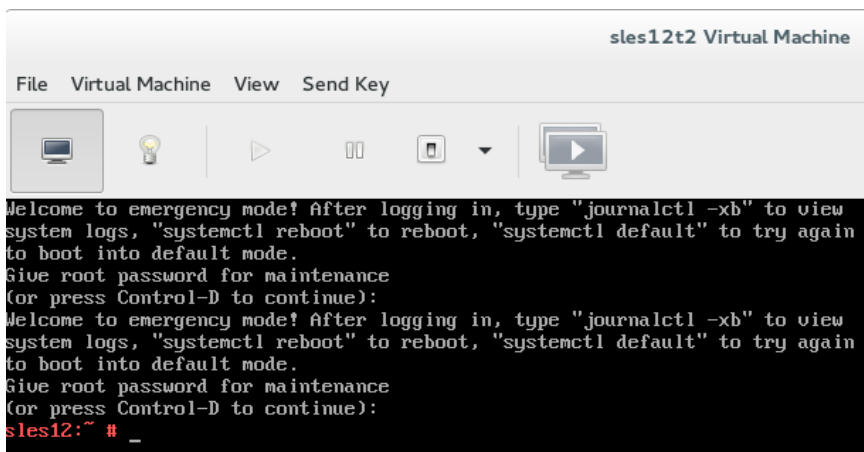 sles12t2 Virtual Machine
File Virtual Machine View Send Key
Welcome to emergency mode! After logging in, type "journalctl -xb" to view
system logs, "systemctl reboot" to reboot, "systemctl default" to try again
to boot into default mode.
Give root password for maintenance
(or press Control-D to continue):
Welcome to emergency mode! After logging in, type "journalctl -xb" to view
system logs, "systemctl reboot" to reboot, "systemctl default" to try again
to boot into default mode.
Give root password for maintenance
(or press Control-D to continue):
sles12:~ # _